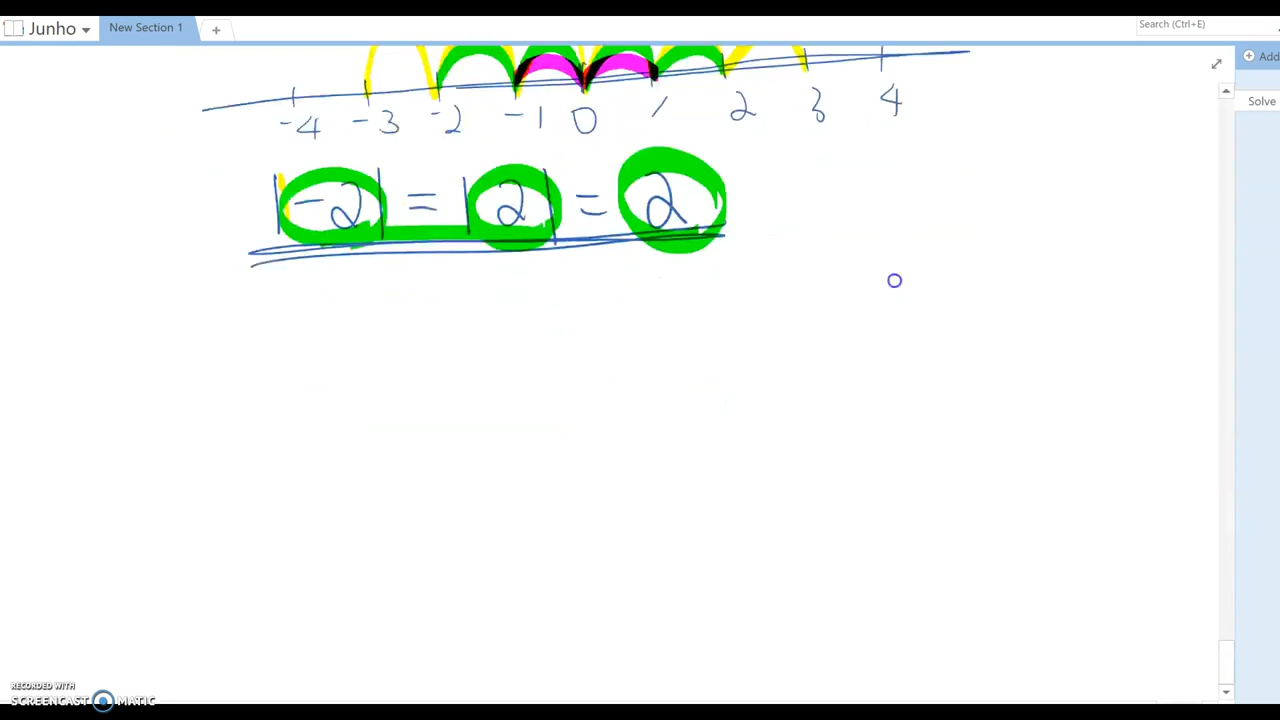 Junho
New Section 1
Search (Ctrl+E)
Add
Solve
-4 -3 -2 -1 0 1 2 3 4
|-2| = |2| = 2
RECORDED WITH
SCREENCAST MATIC